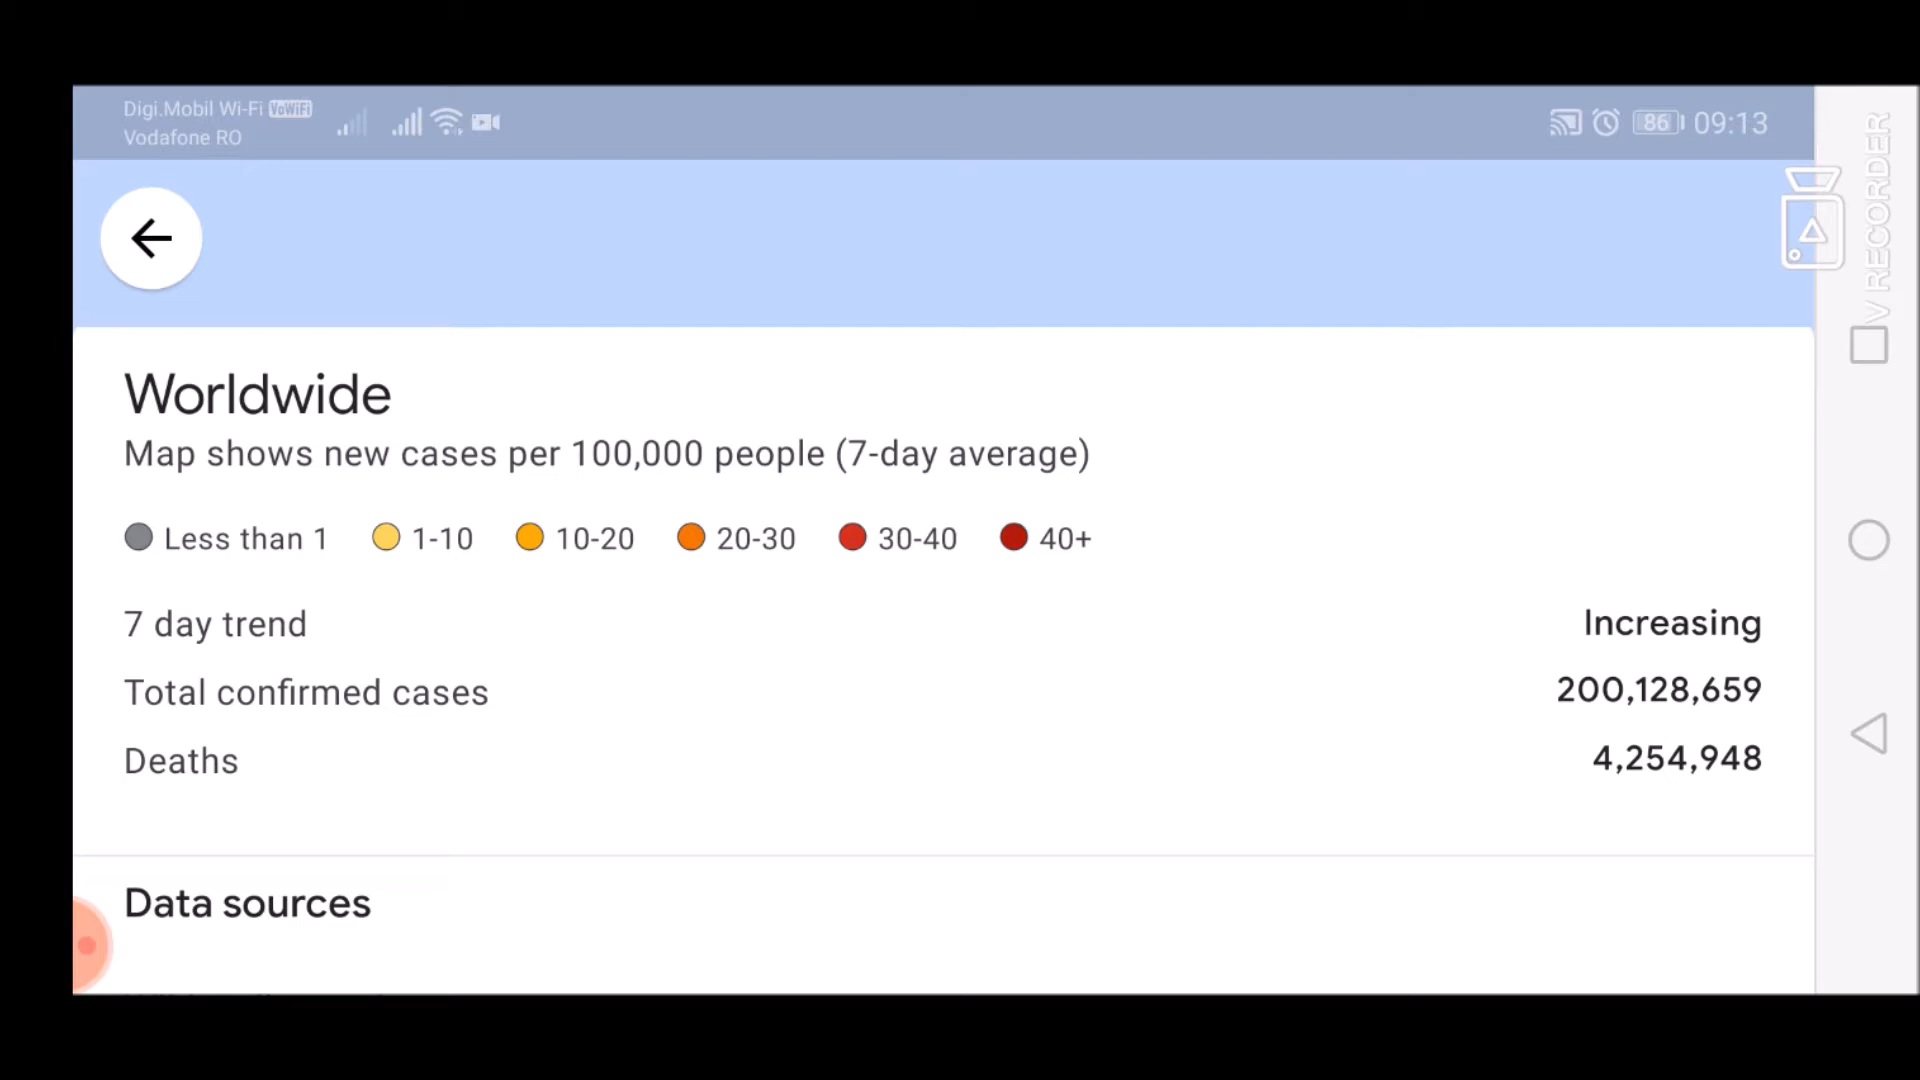 Digi.Mobil Wi-Fi VoWiFi
Vodafone RO
86 09:13
V RECORDER
Worldwide
Map shows new cases per 100,000 people (7-day average)
Less than 1 1-10 10-20 20-30 30-40 40+
7 day trend Increasing
Total confirmed cases 200,128,659
Deaths 4,254,948
Data sources